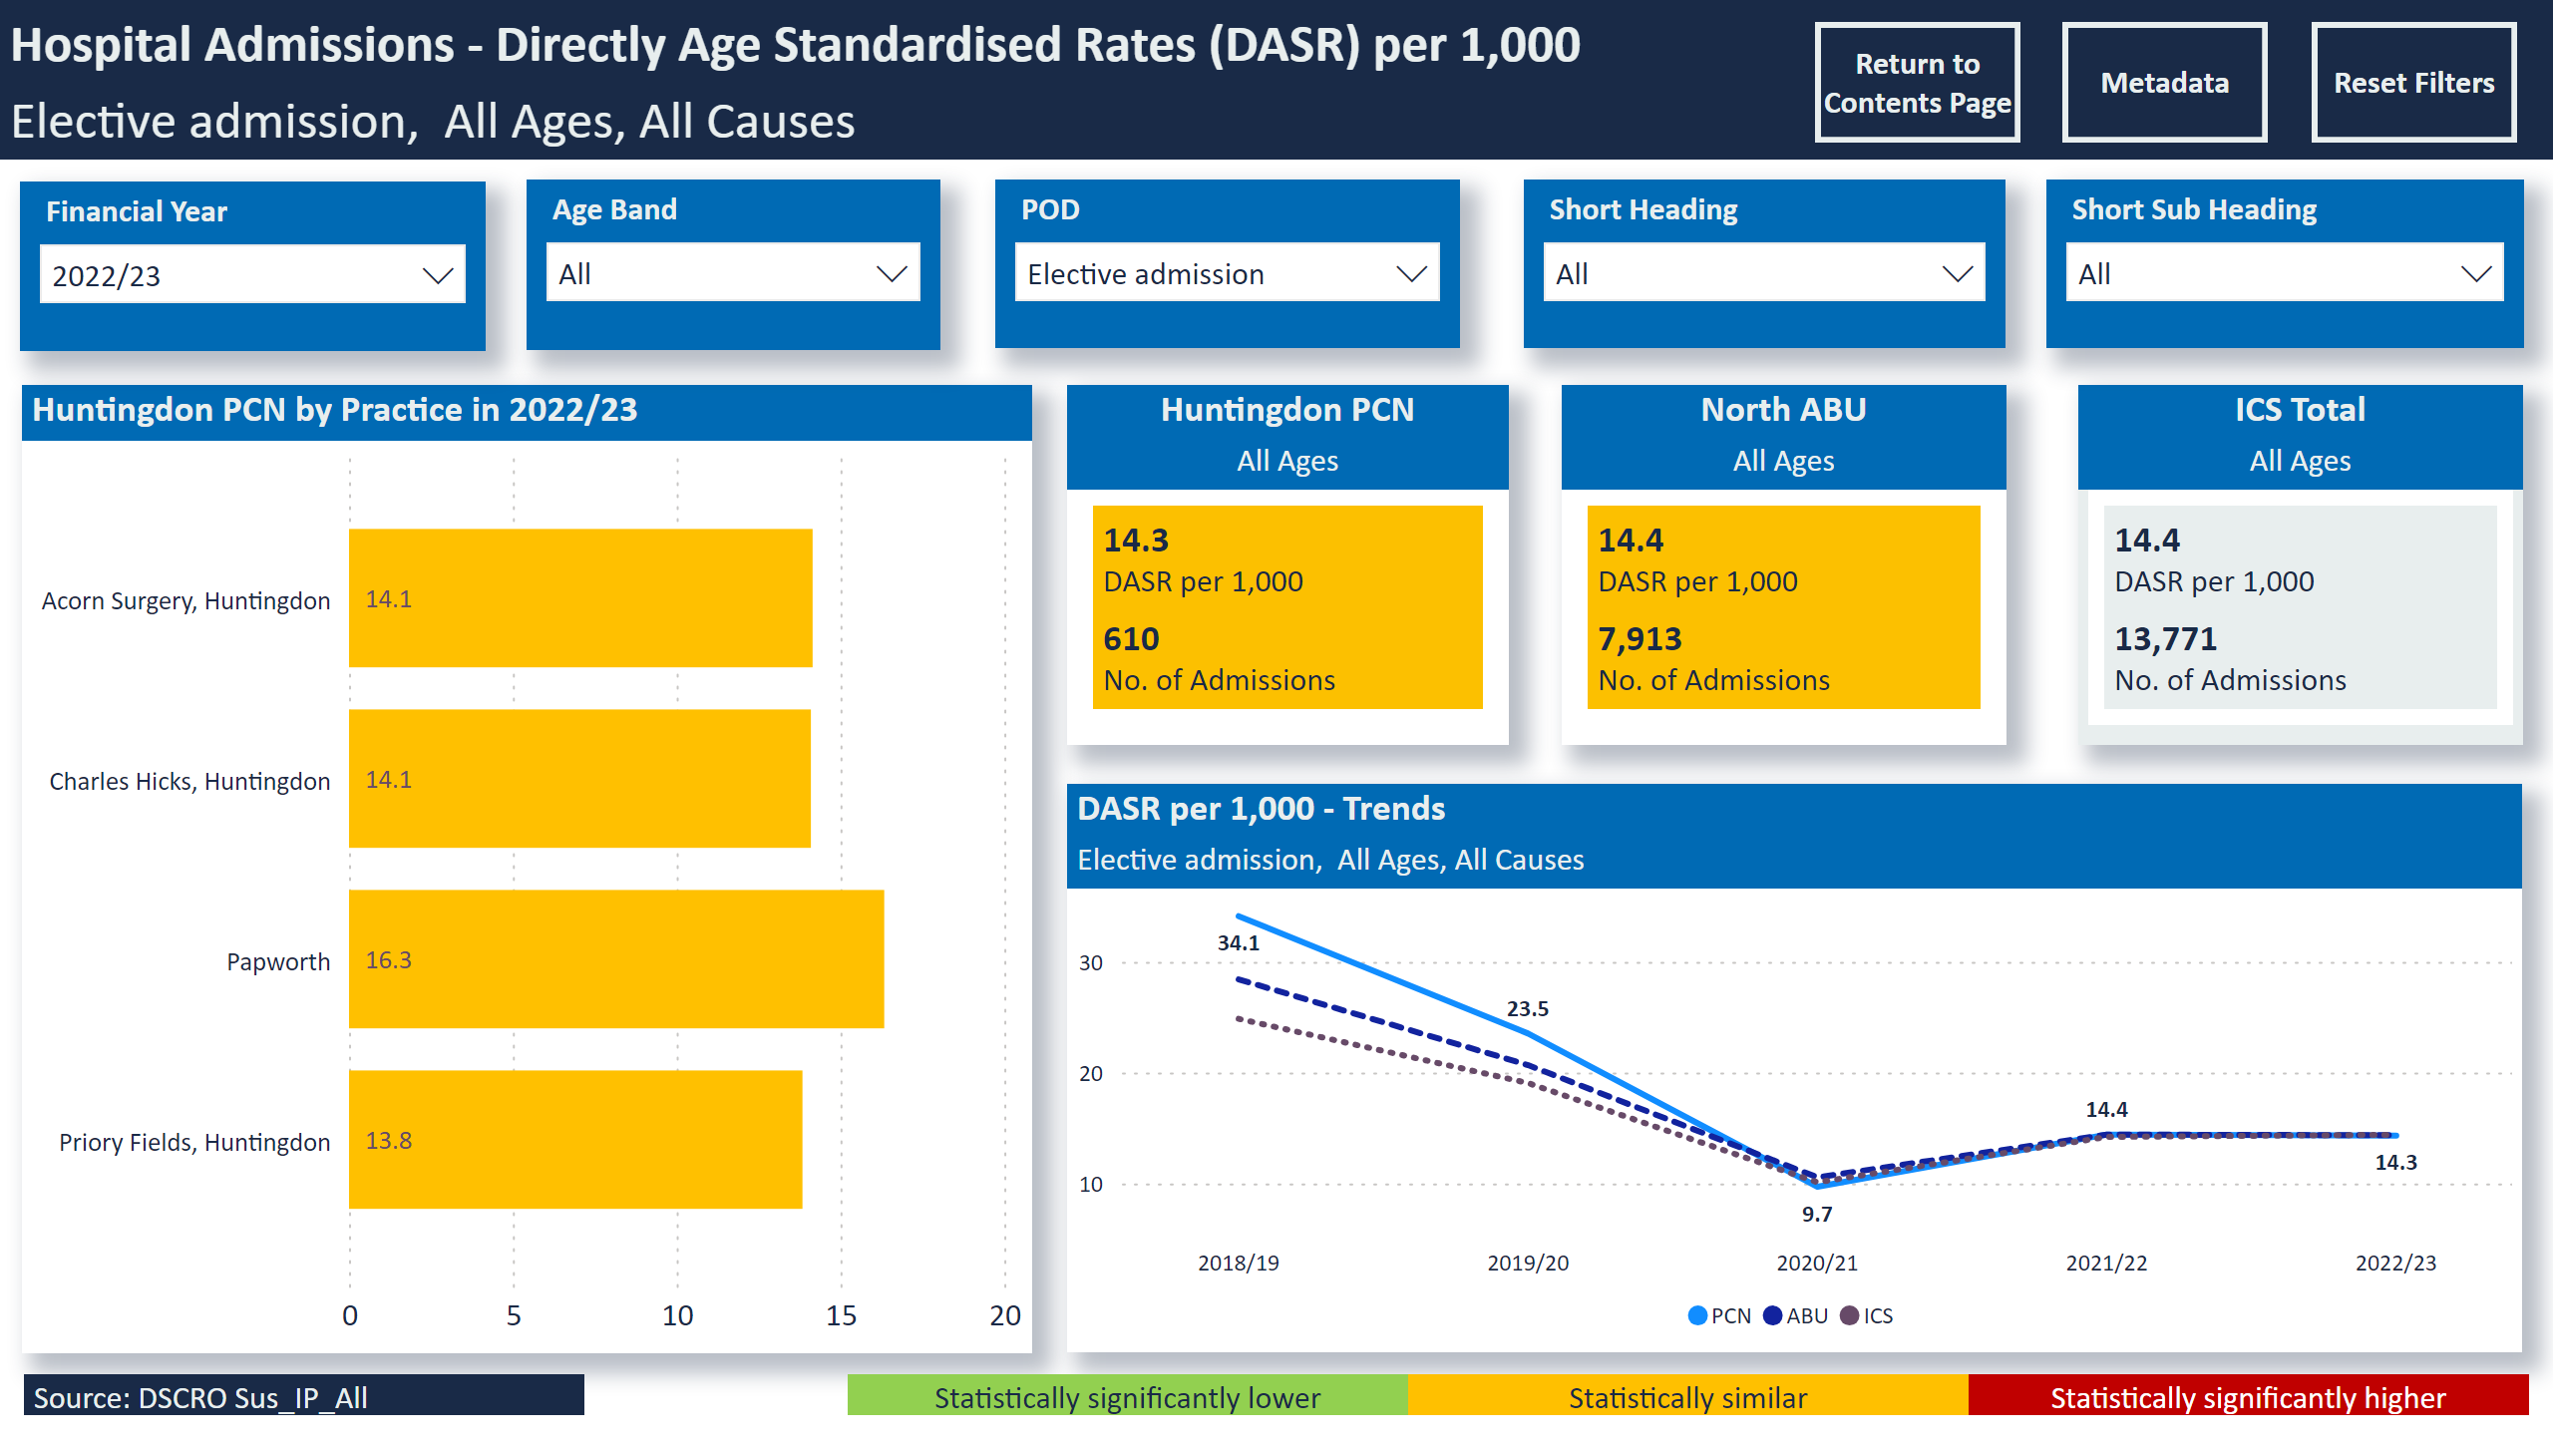 Hospital Admissions - Directly Age Standardised Rates (DASR) per 1,000
Elective admission,  All Ages, All Causes
Return to
Contents Page
Metadata
Reset Filters
Financial Year
2022/23
Age Band
All
POD
Elective admission
Short Heading
All
Short Sub Heading
All
Huntingdon PCN by Practice in 2022/23
Acorn Surgery, Huntingdon
14.1
Charles Hicks, Huntingdon
14.1
Papworth
16.3
Priory Fields, Huntingdon
13.8
0
5
10
15
20
Huntingdon PCN
All Ages
14.3
DASR per 1,000
610
No. of Admissions
North ABU
All Ages
14.4
DASR per 1,000
7,913
No. of Admissions
ICS Total
All Ages
14.4
DASR per 1,000
13,771
No. of Admissions
DASR per 1,000 - Trends
Elective admission,  All Ages, All Causes
30
20
10
34.1
23.5
9.7
14.4
14.3
2018/19
2019/20
2020/21
2021/22
2022/23
PCN
ABU
ICS
Source: DSCRO Sus_IP_All
Statistically significantly lower
Statistically similar
Statistically significantly higher